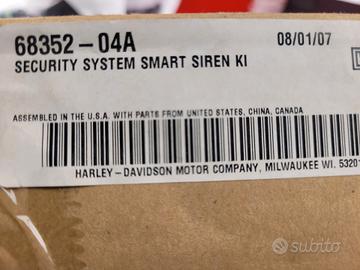 68352-04A 08/01/07
SECURITY SYSTEM SMART SIREN KI
ASSEMBLED IN THE U.S.A. WITH PARTS FROM UNITED STATES, CHINA, CANADA
HARLEY-DAVIDSON MOTOR COMPANY, MILWAUKEE WI. 5320
subito